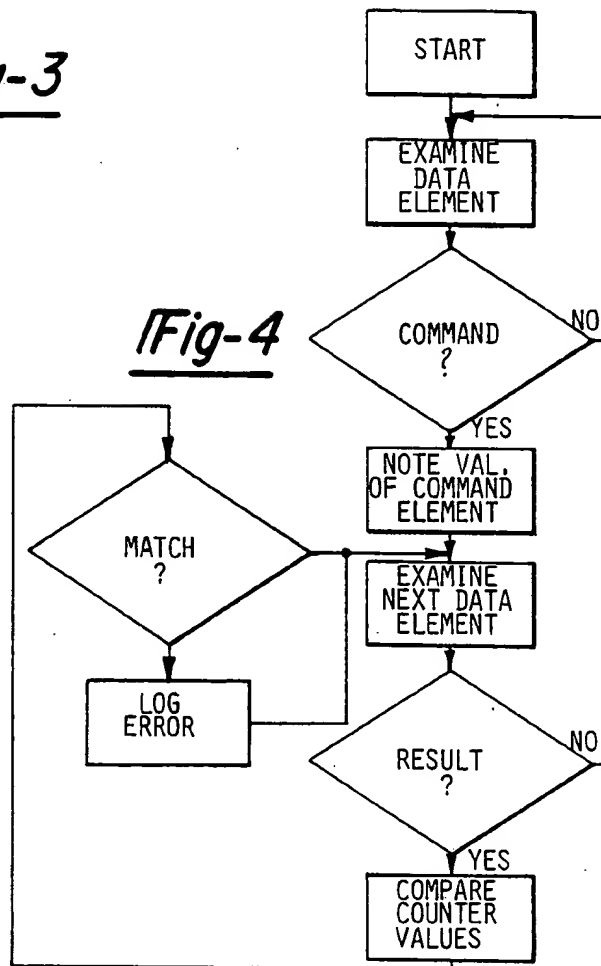 -3
START
EXAMINE
DATA
ELEMENT
Fig-4
COMMAND
?
NO
YES
NOTE VAL.
OF COMMAND
ELEMENT
MATCH
?
EXAMINE
NEXT DATA
ELEMENT
LOG
ERROR
RESULT
?
NO
YES
COMPARE
COUNTER
VALUES